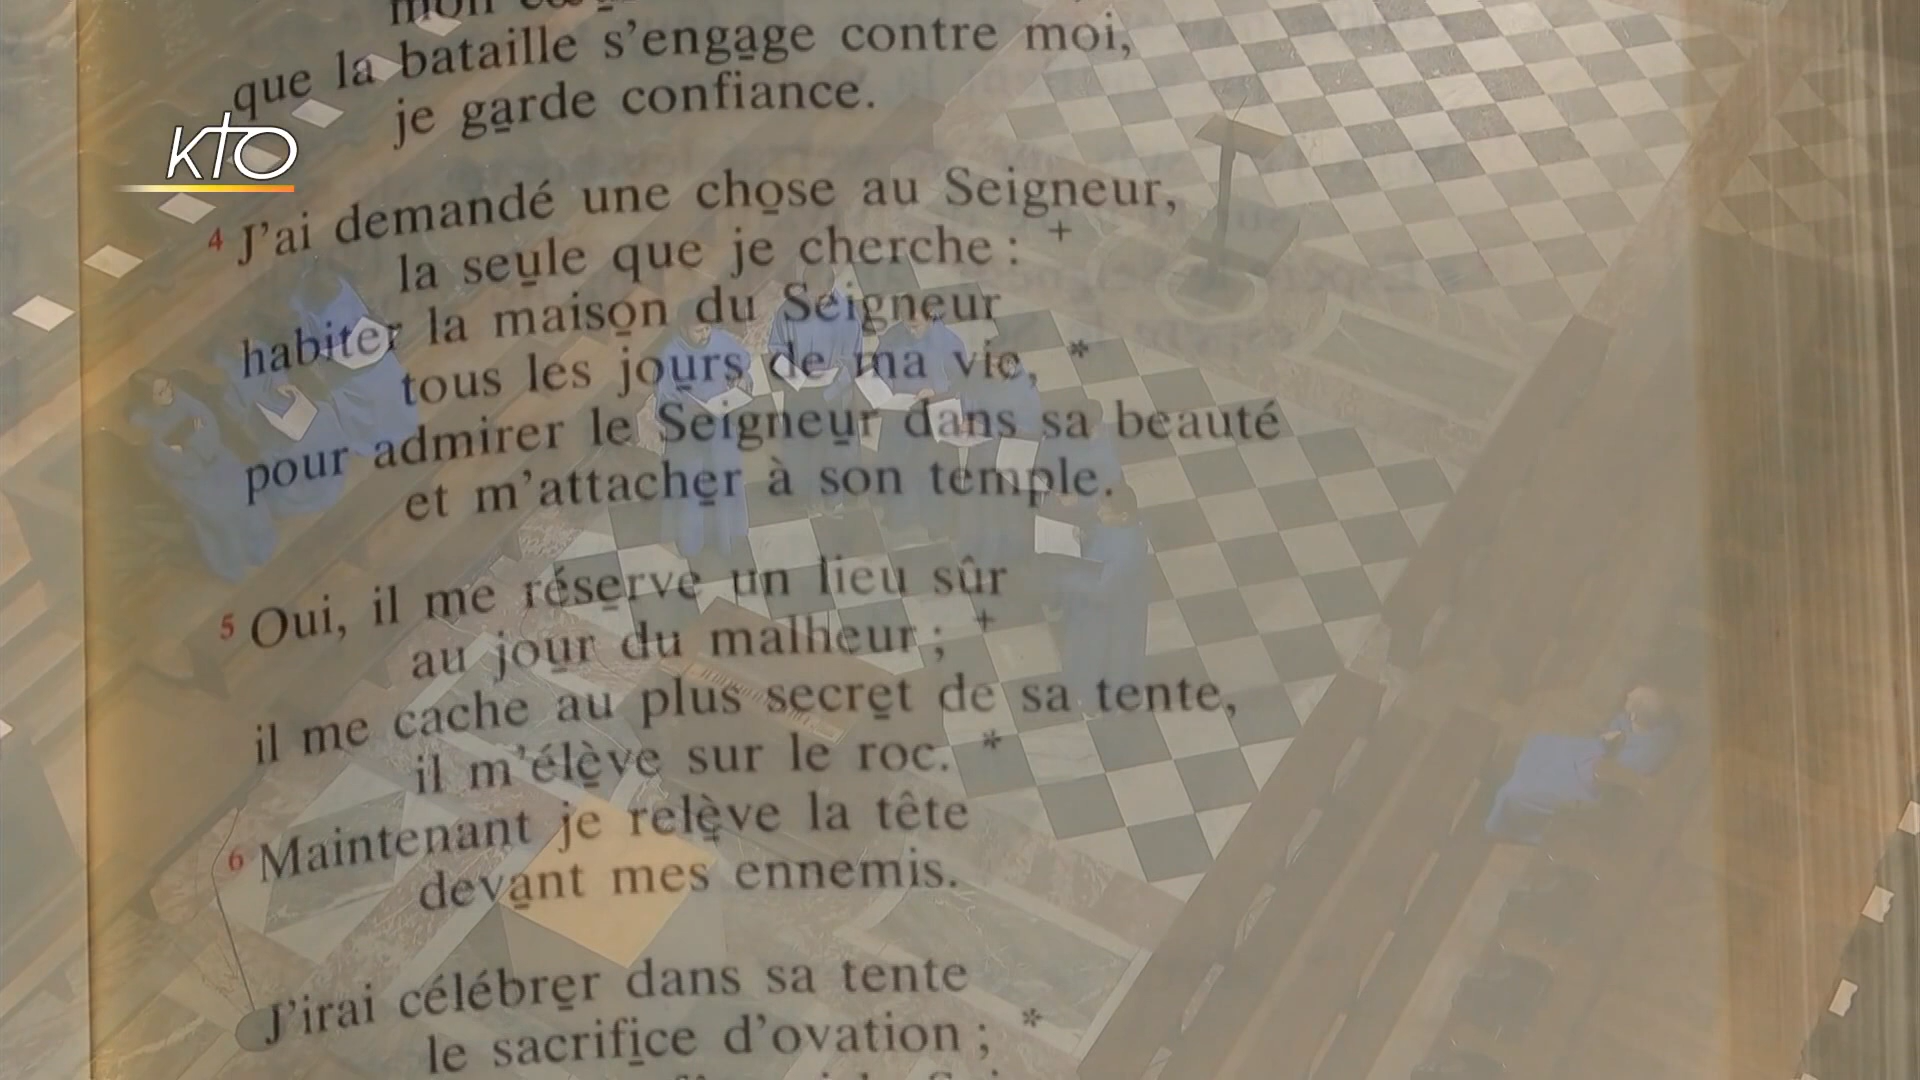 que la bataille s'engage contre moi,
je garde confiance.
KTO
4 J'ai demandé une chose au Seigneur,
la seule que je cherche : +
habiter la maison du Seigneur
tous les jours de ma vie, *
pour admirer le Seigneur dans sa beauté
et m'attacher à son temple.
5 Oui, il me réserve un lieu sûr
au jour du malheur ; +
il me cache au plus secret de sa tente,
il m'élève sur le roc. *
6 Maintenant je relève la tête
devant mes ennemis.
J'irai célébrer dans sa tente
le sacrifice d'ovation ; *